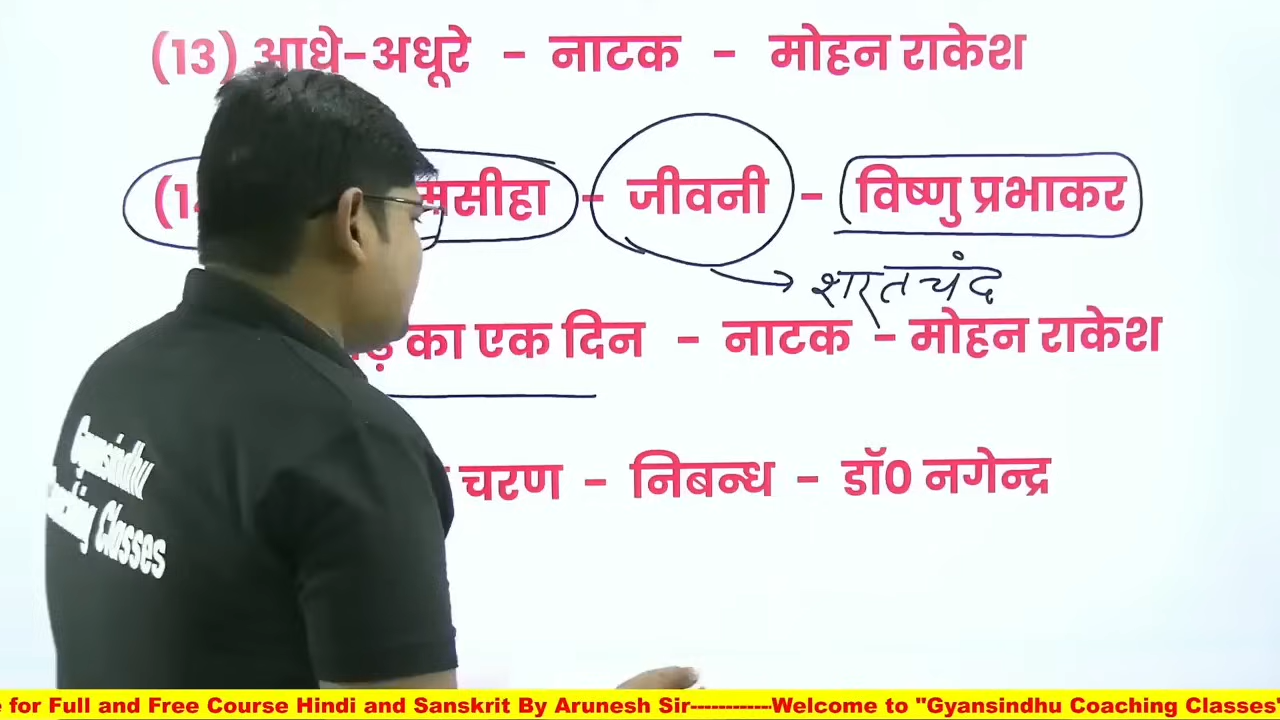 (13) आधे-अधूरे - नाटक - मोहन राकेश
मसीहा - जीवनी - विष्णु प्रभाकर
शरतचंद
का एक दिन - नाटक - मोहन राकेश
चरण - निबन्ध - डॉ0 नगेन्द्र
Gyansindhu
Coaching Classes
for Full and Free Course Hindi and Sanskrit By Arunesh Sir------------Welcome to "Gyansindhu Coaching Classes"